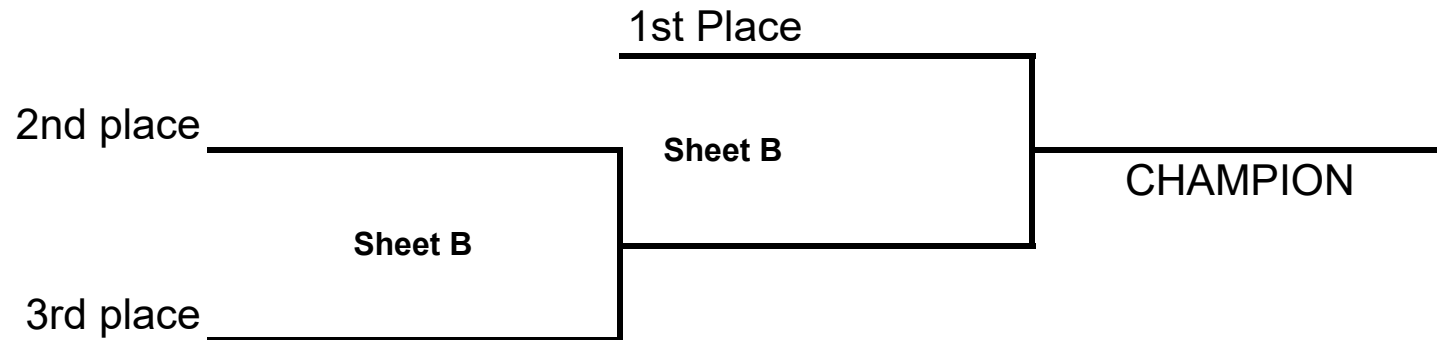 1st Place
2nd place
Sheet B
CHAMPION
Sheet B
3rd place